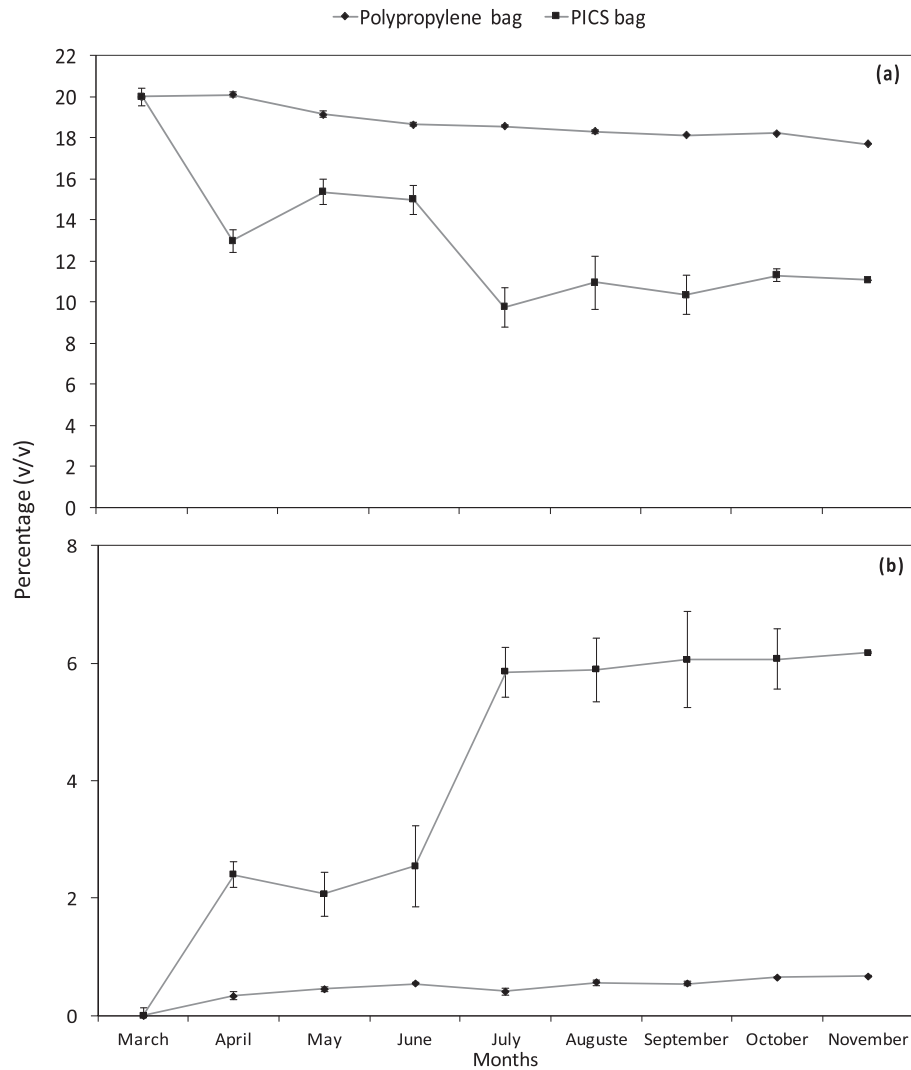 Polypropylene bag PICS bag
(a)
22
20
18
16
14
12
10
8
6
4
2
0
Percentage (v/v)
(b)
8
6
4
2
0
March April May June July Auguste September October November
Months